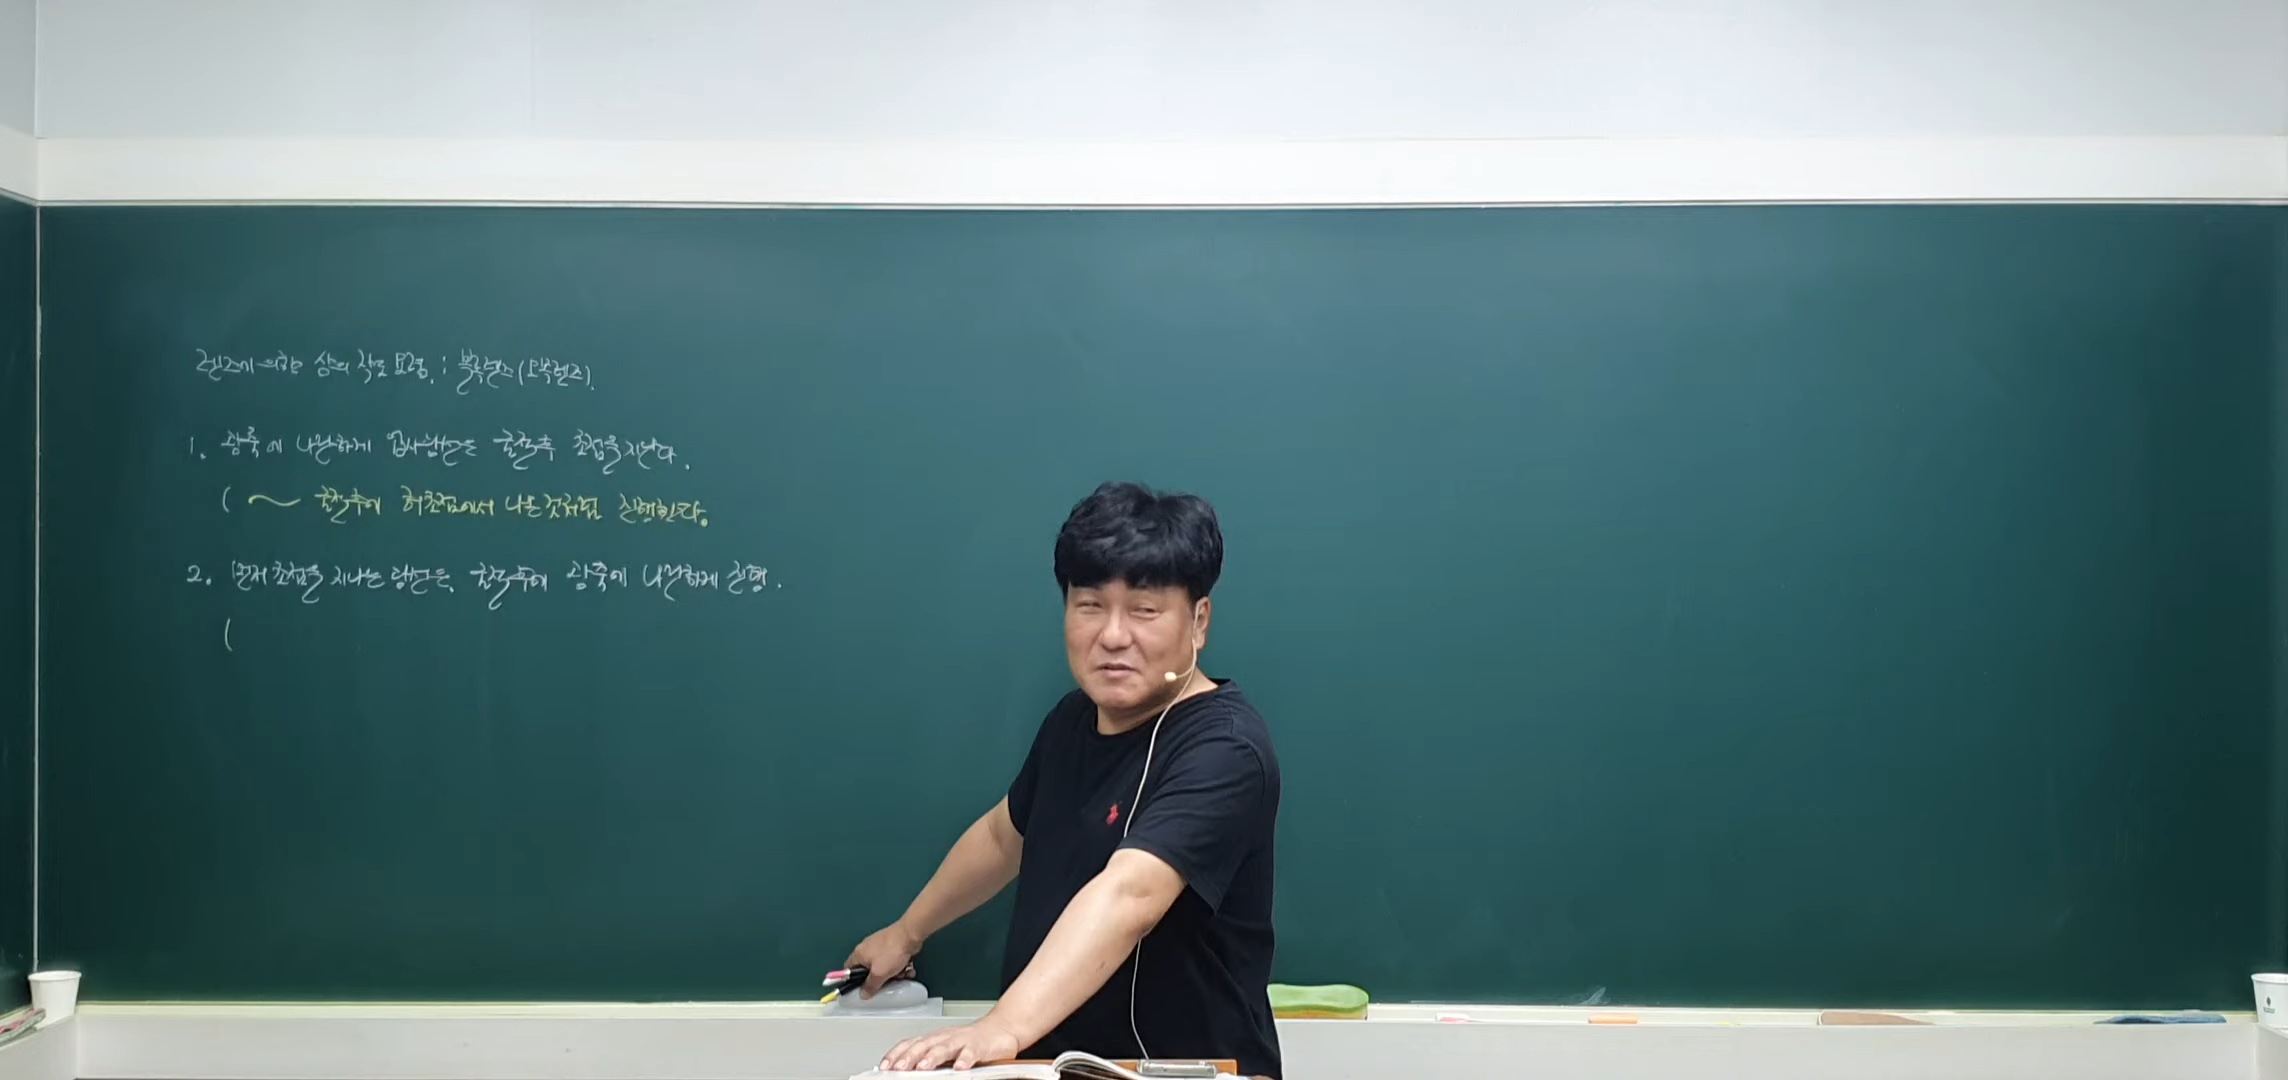 렌즈에 의한 상의 작도 요령. : 볼록렌즈 (오목렌즈).
1. 광축에 나란하게 입사광선은 굴절후 초점을 지난다.
( ~ 굴절후에 허초점에서 나온것처럼 진행한다.
2. 먼저 초점을 지나는 광선은, 굴절후에 광축에 나란하게 진행.
(